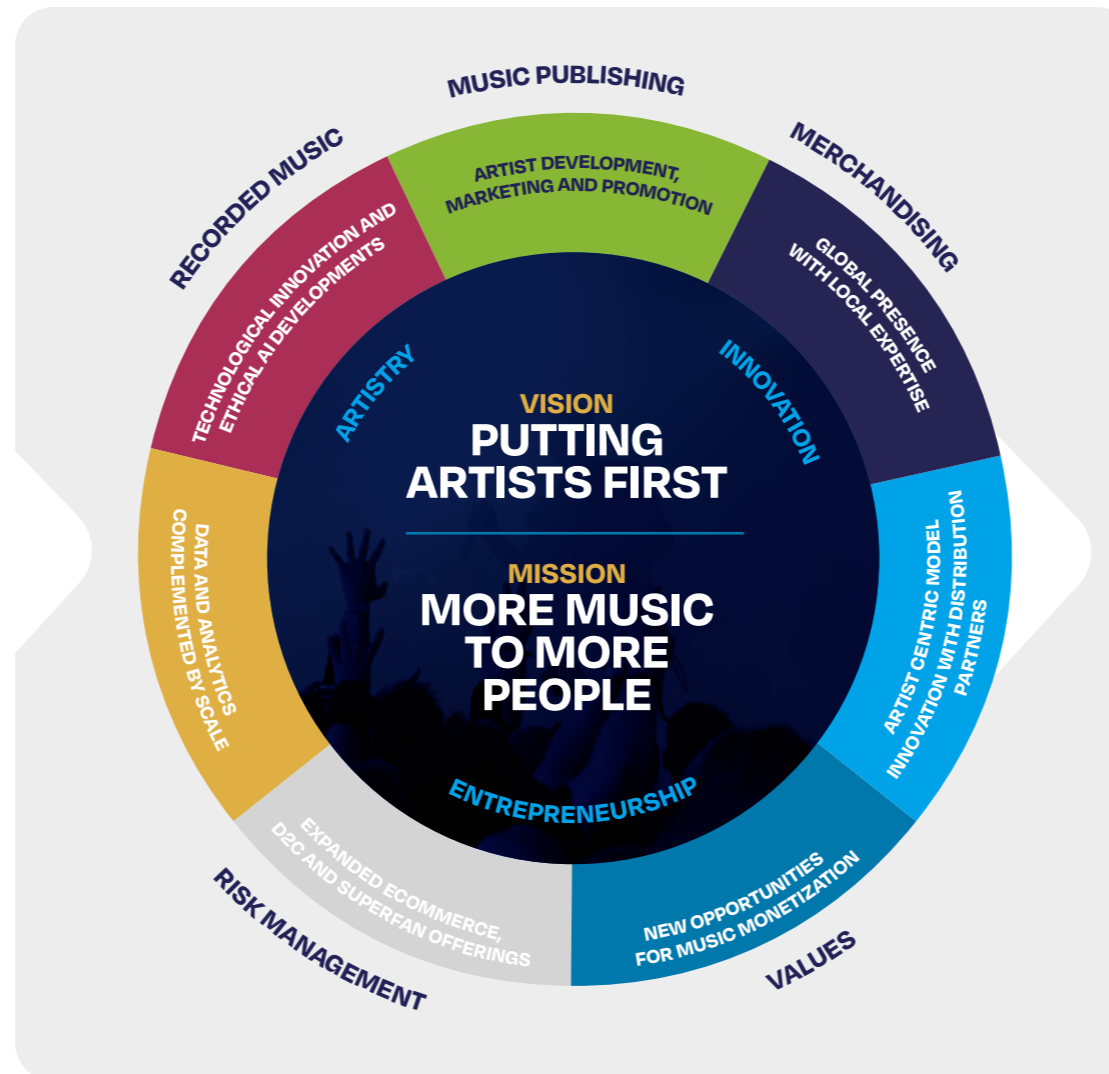 MUSIC PUBLISHING
RECORDED MUSIC
MERCHANDISING
ARTIST DEVELOPMENT,
MARKETING AND PROMOTION
TECHNOLOGICAL INNOVATION AND
ETHICAL AI DEVELOPMENTS
GLOBAL PRESENCE
WITH LOCAL EXPERTISE
ARTISTRY
INNOVATION
VISION
PUTTING
ARTISTS FIRST
MISSION
MORE MUSIC
TO MORE
PEOPLE
DATA AND ANALYTICS
COMPLEMENTED BY SCALE
ARTIST CENTRIC MODEL
INNOVATION WITH DISTRIBUTION
PARTNERS
ENTREPRENEURSHIP
EXPANDED ECOMMERCE,
D2C AND SUPERFAN OFFERINGS
NEW OPPORTUNITIES
FOR MUSIC MONETIZATION
RISK MANAGEMENT
VALUES